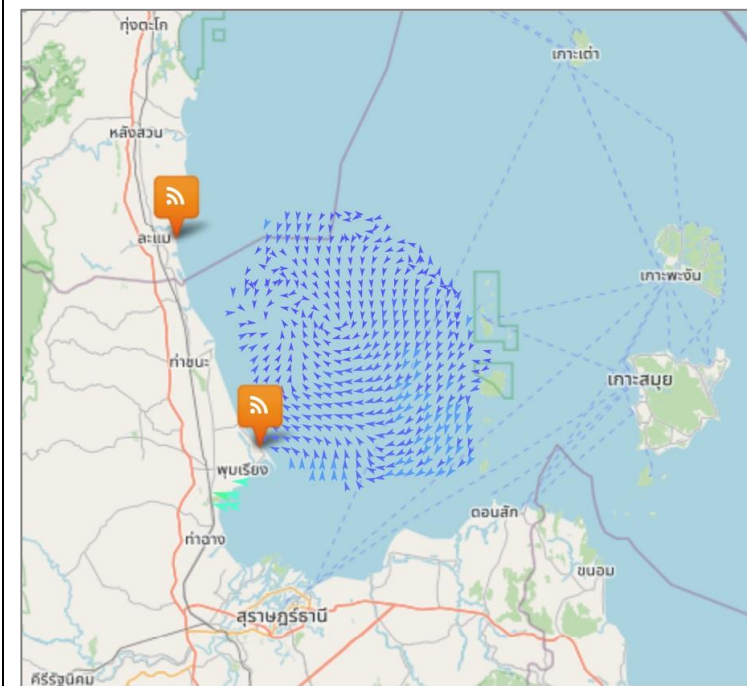 ทุ่งตะโก
เกาะเต่า
หลังสวน
ละแม
เกาะพะงัน
ท่าชนะ
เกาะสมุย
พุมเรียง
ดอนสัก
ท่าฉาง
ขนอม
สุราษฎร์ธานี
คีรีรัฐนิคม